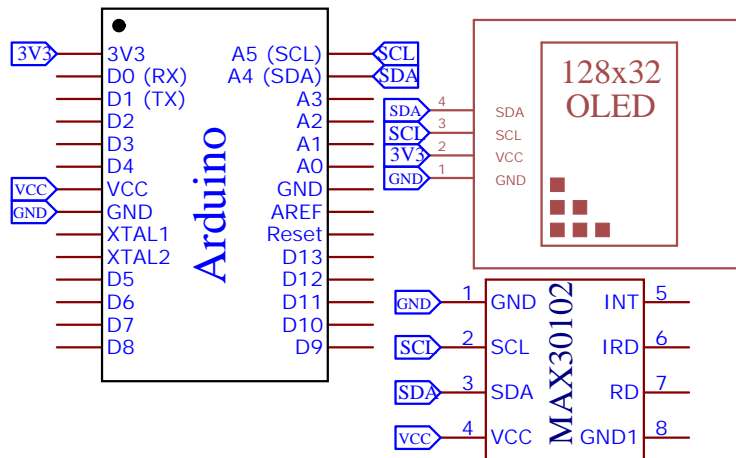 3V3
3V3
D0 (RX)
D1 (TX)
D2
D3
D4
VCC
VCC
GND
GND
XTAL1
XTAL2
D5
D6
D7
D8
Arduino
A5 (SCL)
SCL
A4 (SDA)
SDA
A3
A2
A1
A0
GND
AREF
Reset
D13
D12
D11
D10
D9
128x32
OLED
SDA 4 SDA
SCL 3 SCL
3V3 2 VCC
GND 1 GND
MAX30102
GND 1 GND
SCL 2 SCL
SDA 3 SDA
VCC 4 VCC
INT 5
IRD 6
RD 7
GND1 8